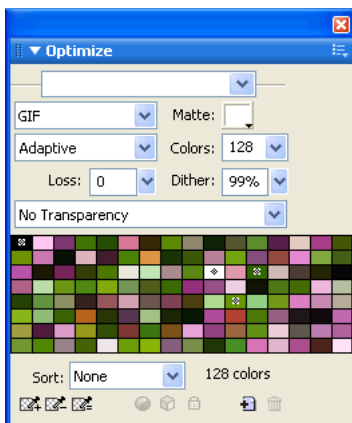 Optimize
GIF Matte:
Adaptive Colors: 128
Loss: 0 Dither: 99%
No Transparency
Sort: None 128 colors